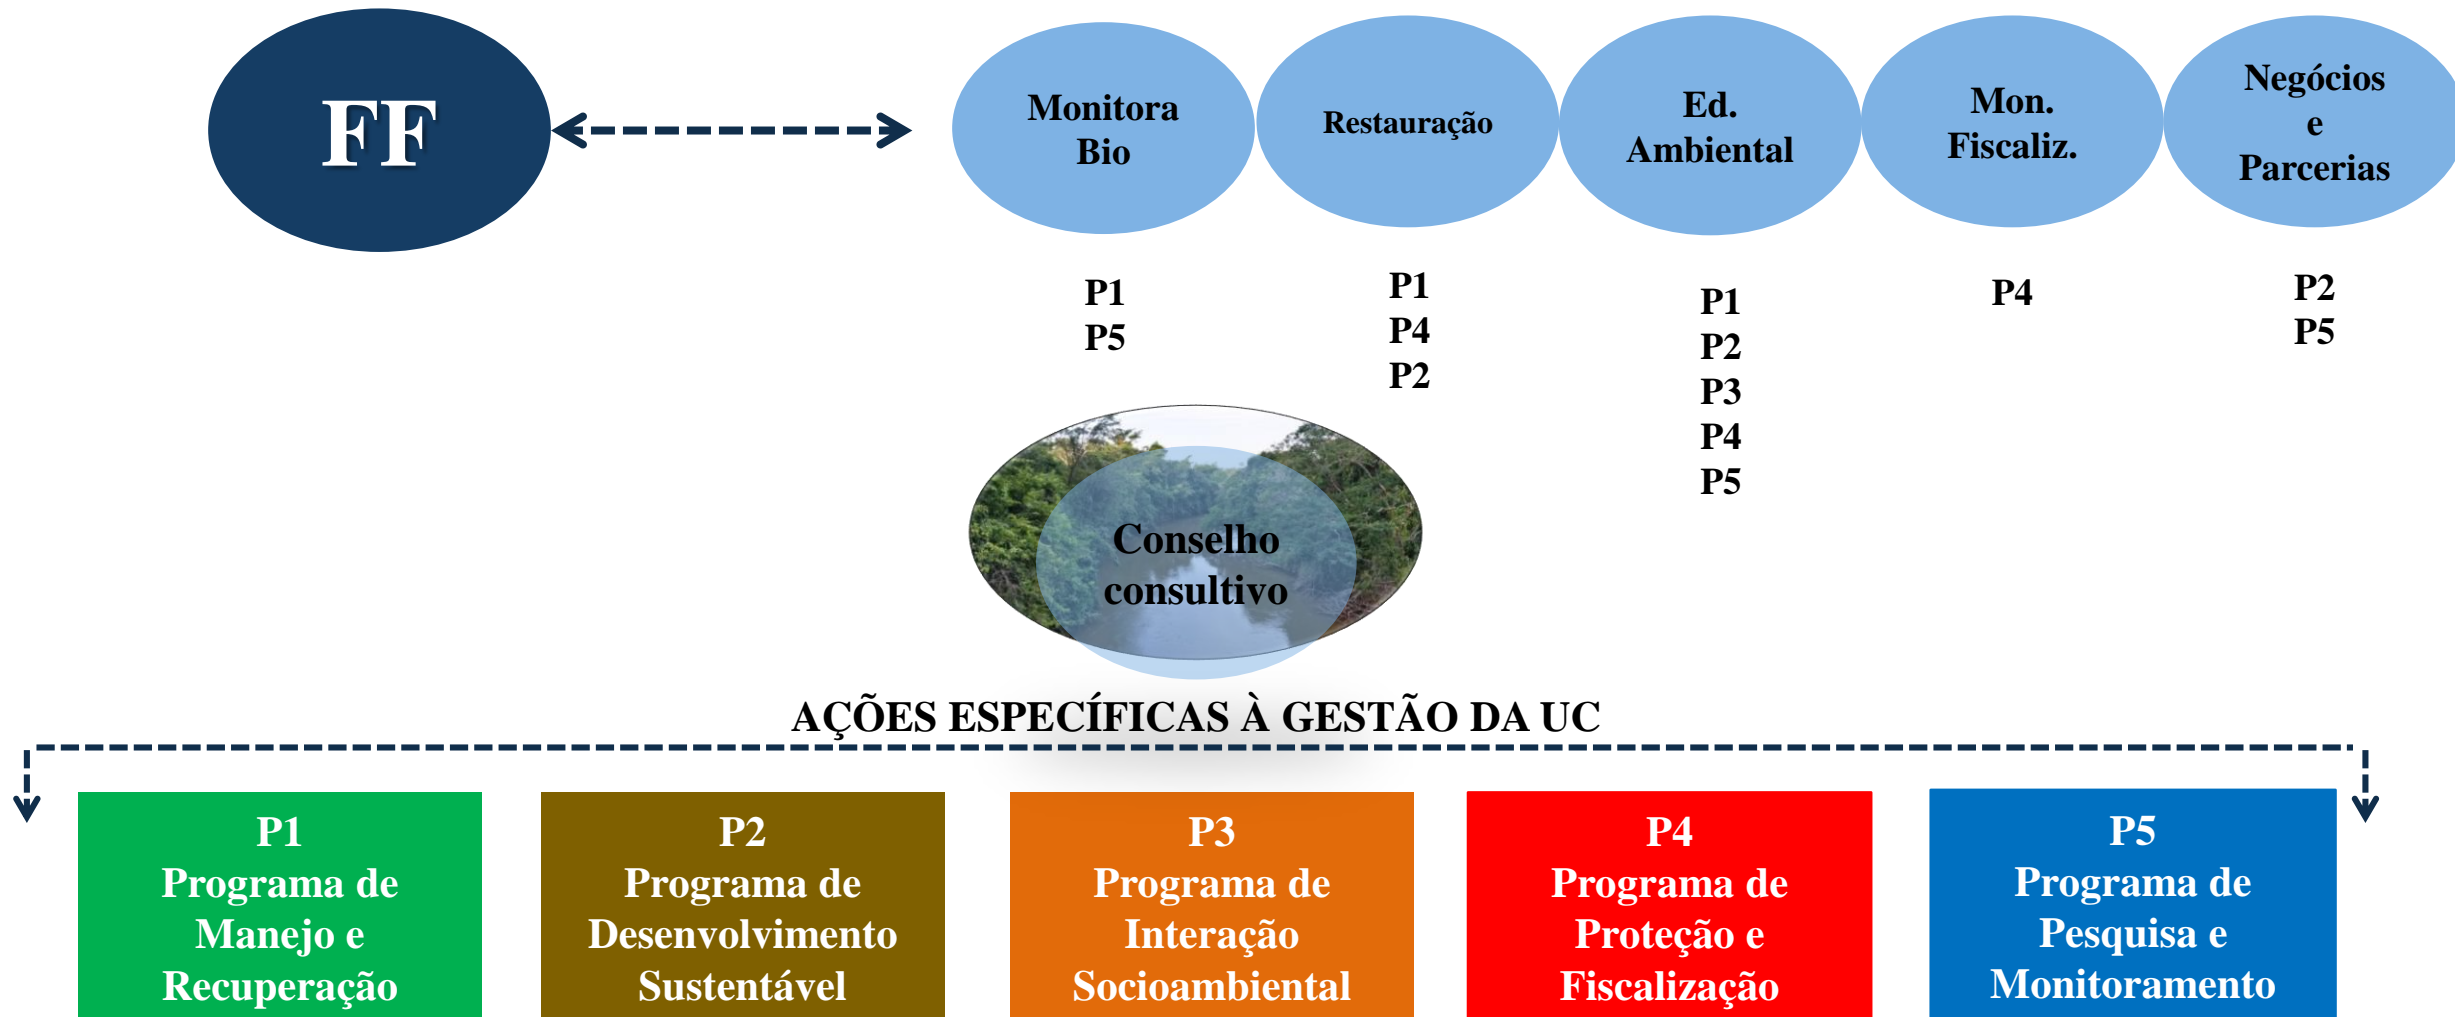 FF
Monitora
Bio
Restauração
Ed.
Ambiental
Mon.
Fiscaliz.
Negócios
e
Parcerias
P1
P5
P1
P4
P2
P1
P2
P3
P4
P5
P4
P2
P5
Conselho
consultivo
AÇÕES ESPECÍFICAS À GESTÃO DA UC
P1
Programa de
Manejo e
Recuperação
P2
Programa de
Desenvolvimento
Sustentável
P3
Programa de
Interação
Socioambiental
P4
Programa de
Proteção e
Fiscalização
P5
Programa de
Pesquisa e
Monitoramento